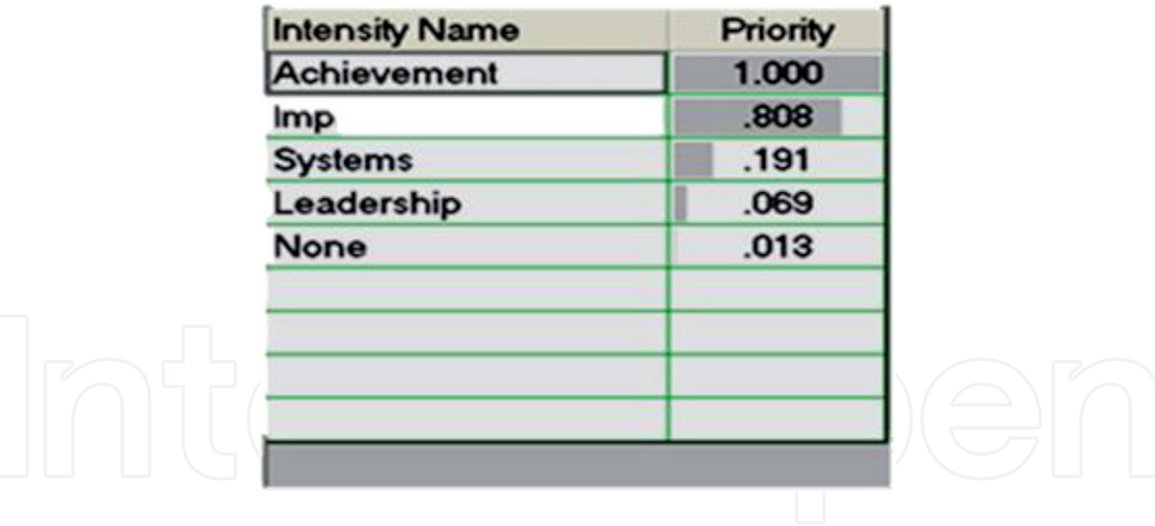 Intensity Name Priority
Achievement 1.000
Imp .808
Systems .191
Leadership .069
None .013